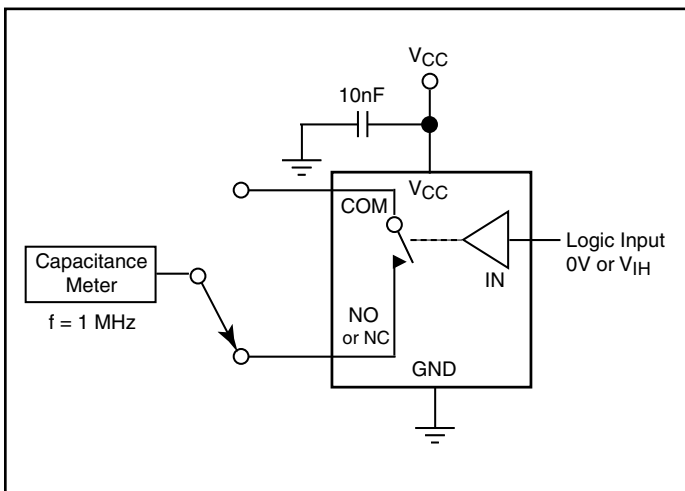 VCC
10nF
VCC
COM
Logic Input
0V or VIH
IN
Capacitance
Meter
f = 1 MHz
NO
or NC
GND